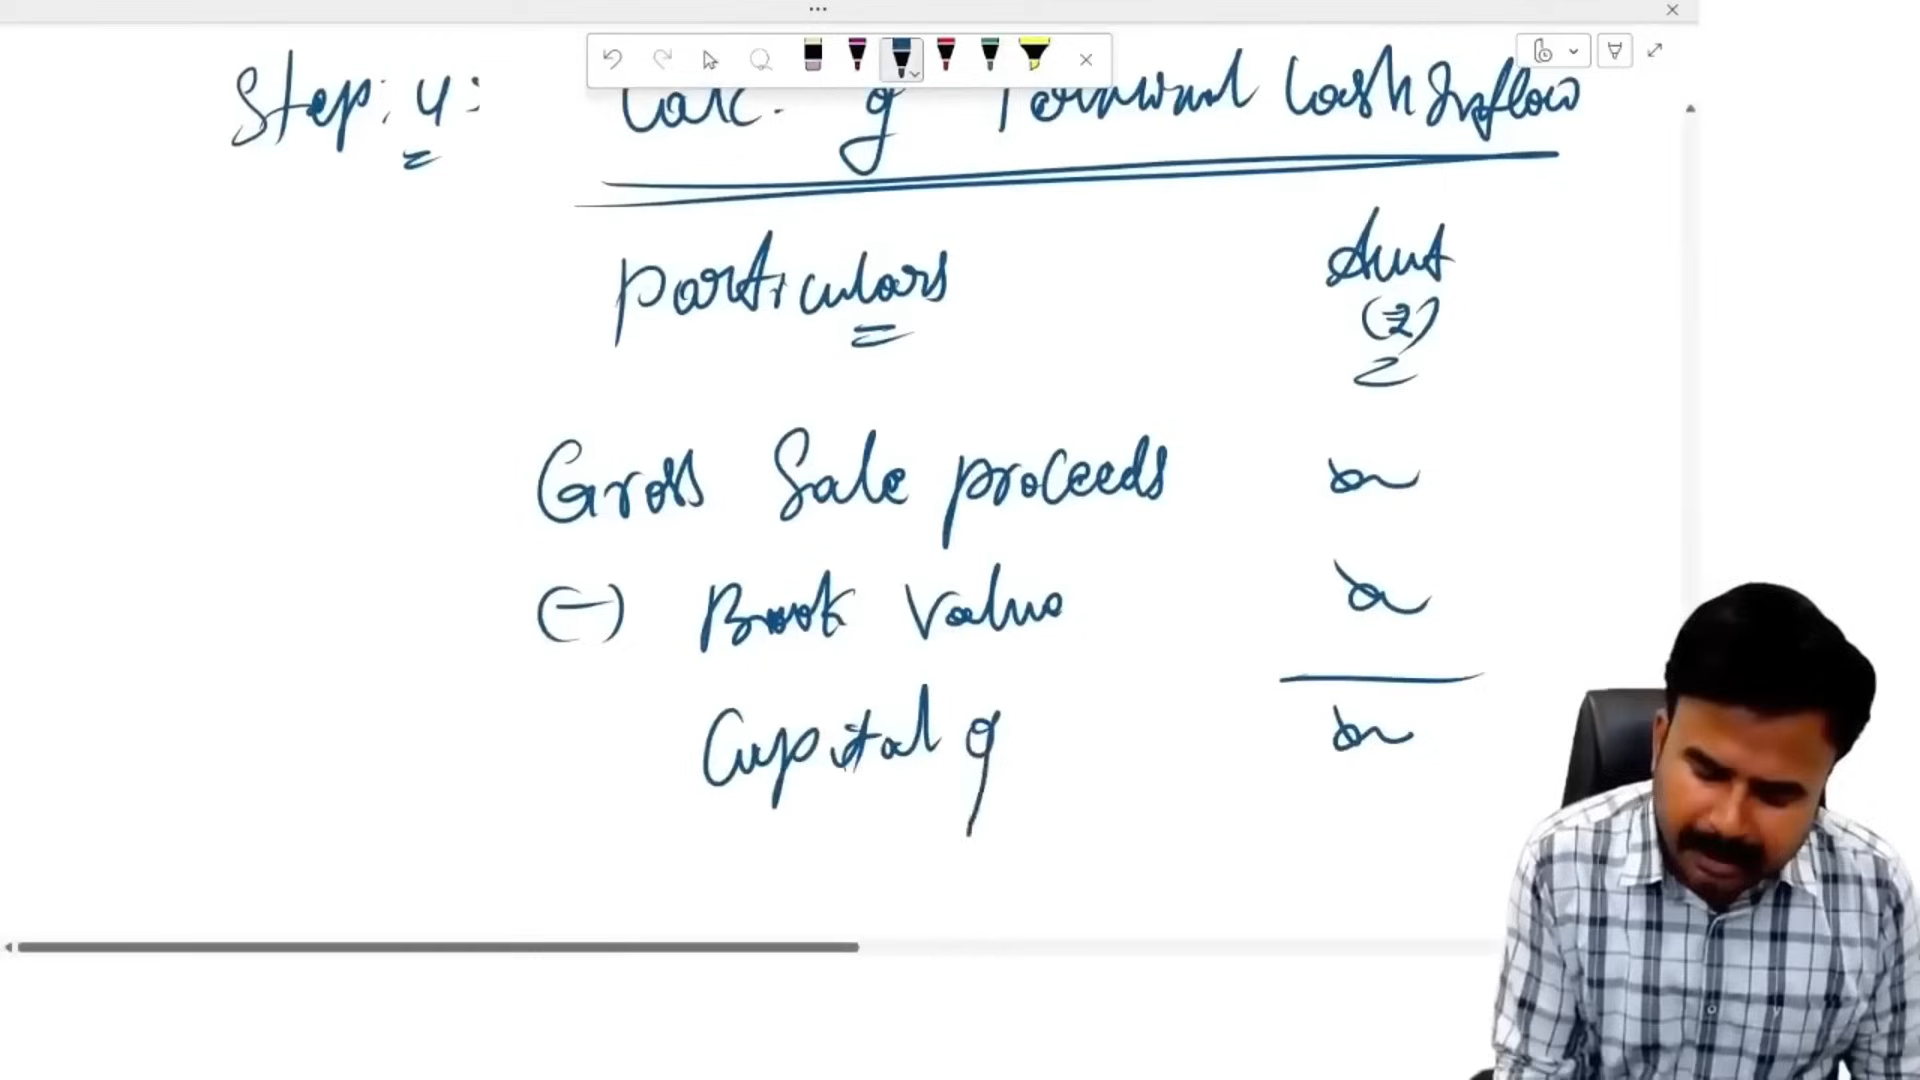 Step: 4: Calc. of Terminal Cash Inflow
Particulars Amt
(₹)
Gross Sale proceeds xx
(-) Book Value xx
Capital g xx